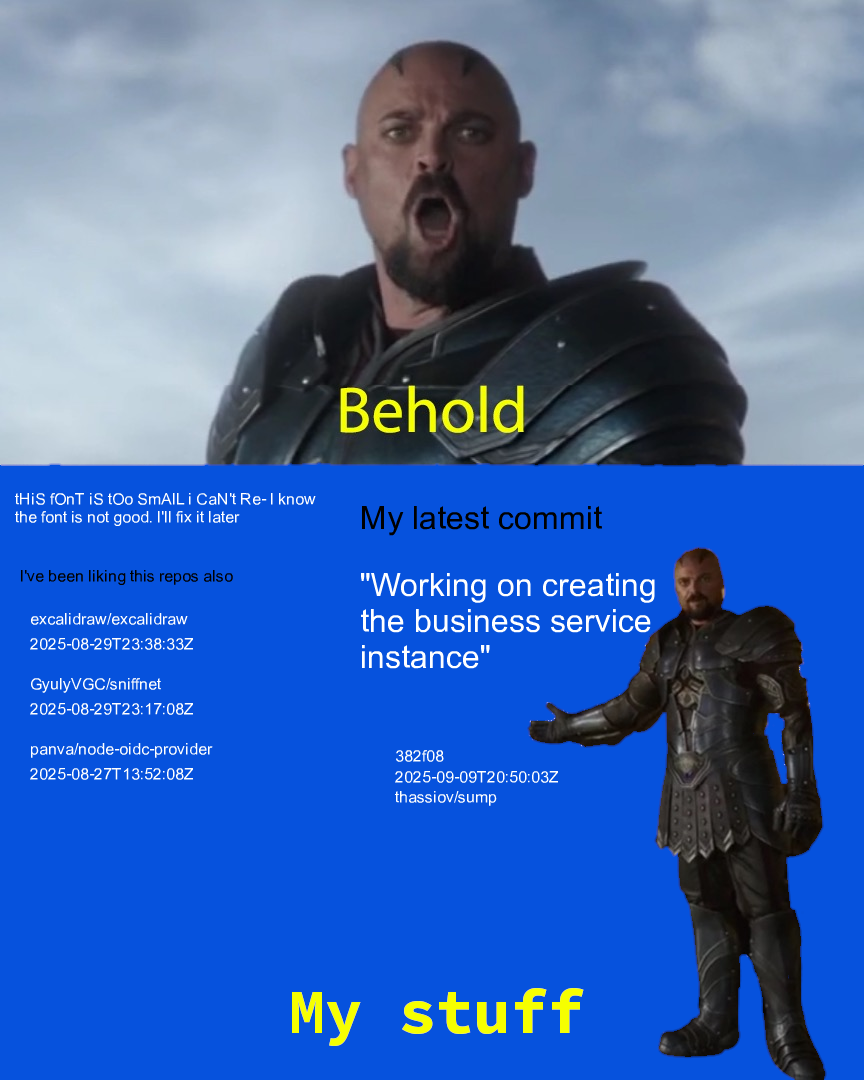 Behold
tHiS fOnT iS tOo SmAlL i CaN't Re- I know
the font is not good. I'll fix it later
I've been liking this repos also
excalidraw/excalidraw
2025-08-29T23:38:33Z
GyulyVGC/sniffnet
2025-08-29T23:17:08Z
panva/node-oidc-provider
2025-08-27T13:52:08Z
My latest commit
"Working on creating
the business service
instance"
382f08
2025-09-09T20:50:03Z
thassiov/sump
My stuff